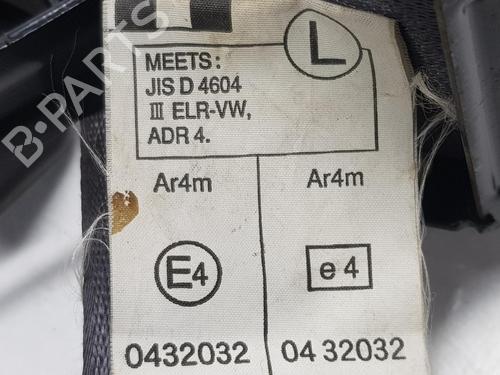 L
MEETS:
JIS D 4604
III ELR-VW,
ADR 4.
Ar4m
Ar4m
E4
e 4
0432032
04 32032
B-PARTS